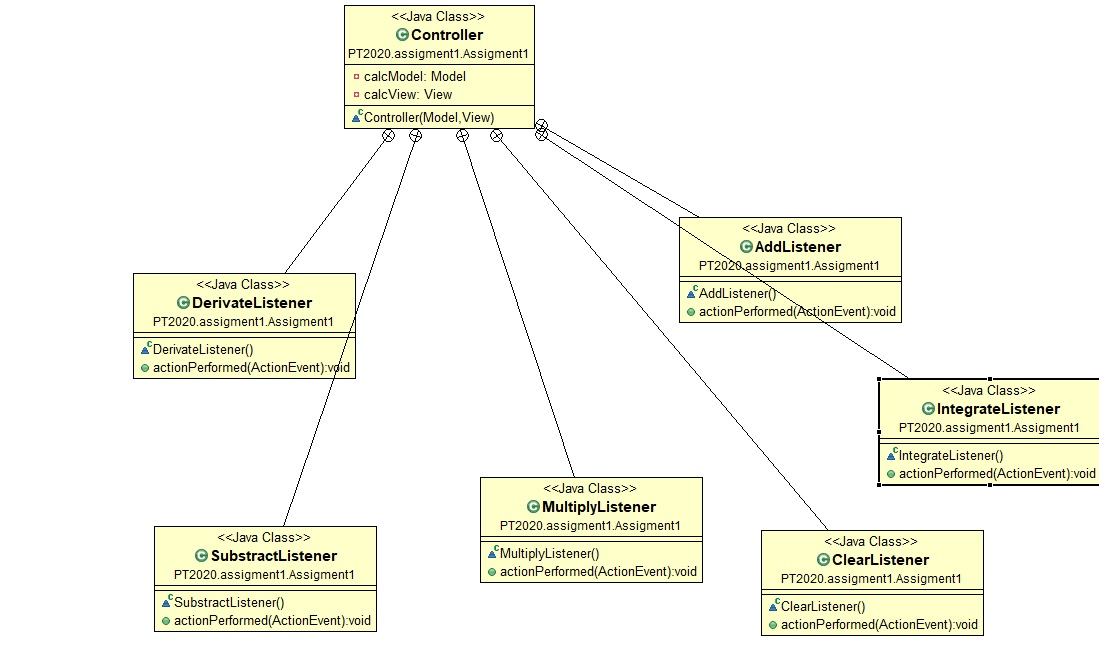 <<Java Class>>
Controller
PT2020.assigment1.Assigment1
calcModel: Model
calcView: View
Controller(Model,View)
<<Java Class>>
AddListener
PT2020.assigment1.Assigment1
AddListener()
actionPerformed(ActionEvent):void
<<Java Class>>
DerivateListener
PT2020.assigment1.Assigment1
DerivateListener()
actionPerformed(ActionEvent):void
<<Java Class>>
IntegrateListener
PT2020.assigment1.Assigment1
IntegrateListener()
actionPerformed(ActionEvent):void
<<Java Class>>
MultiplyListener
PT2020.assigment1.Assigment1
MultiplyListener()
actionPerformed(ActionEvent):void
<<Java Class>>
SubstractListener
PT2020.assigment1.Assigment1
SubstractListener()
actionPerformed(ActionEvent):void
<<Java Class>>
ClearListener
PT2020.assigment1.Assigment1
ClearListener()
actionPerformed(ActionEvent):void